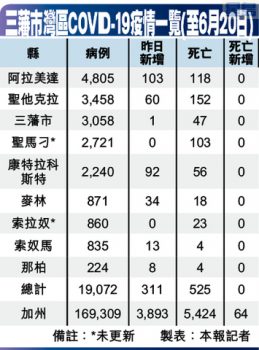 三藩市灣區COVID-19疫情一覽(至6月20日)
縣 病例 昨日新增 死亡 死亡新增
阿拉美達 4,805 103 118 0
聖他克拉 3,458 60 152 0
三藩市 3,058 1 47 0
聖馬刁* 2,721 0 103 0
康特拉科斯特 2,240 92 56 0
麥林 871 34 18 0
索拉奴* 860 0 23 0
索奴馬 835 13 4 0
那柏 224 8 4 0
總計 19,072 311 525 0
加州 169,309 3,893 5,424 64
備註：*未更新 製表：本報記者